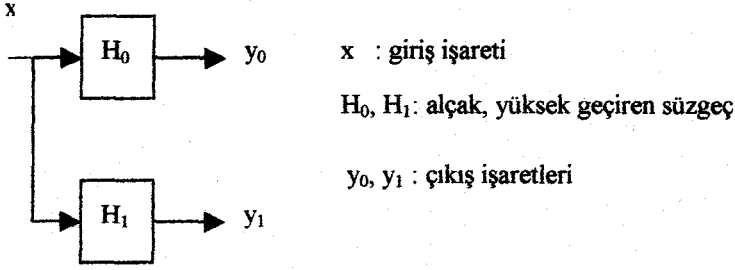 x
H₀ y₀ x : giriş işareti
H₀, H₁: alçak, yüksek geçiren süzgeç
y₀, y₁ : çıkış işaretleri
H₁ y₁